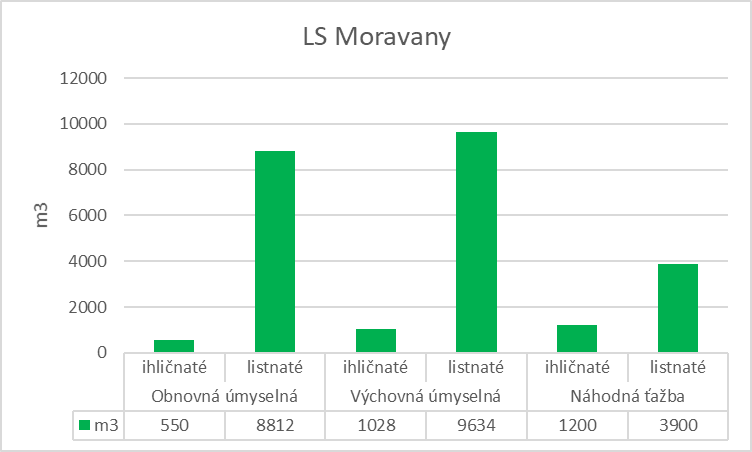 LS Moravany
12000
10000
8000
6000
4000
2000
0
m3
ihličnaté listnaté ihličnaté listnaté ihličnaté listnaté
Obnovná úmyselná Výchovná úmyselná Náhodná ťažba
m3 550 8812 1028 9634 1200 3900